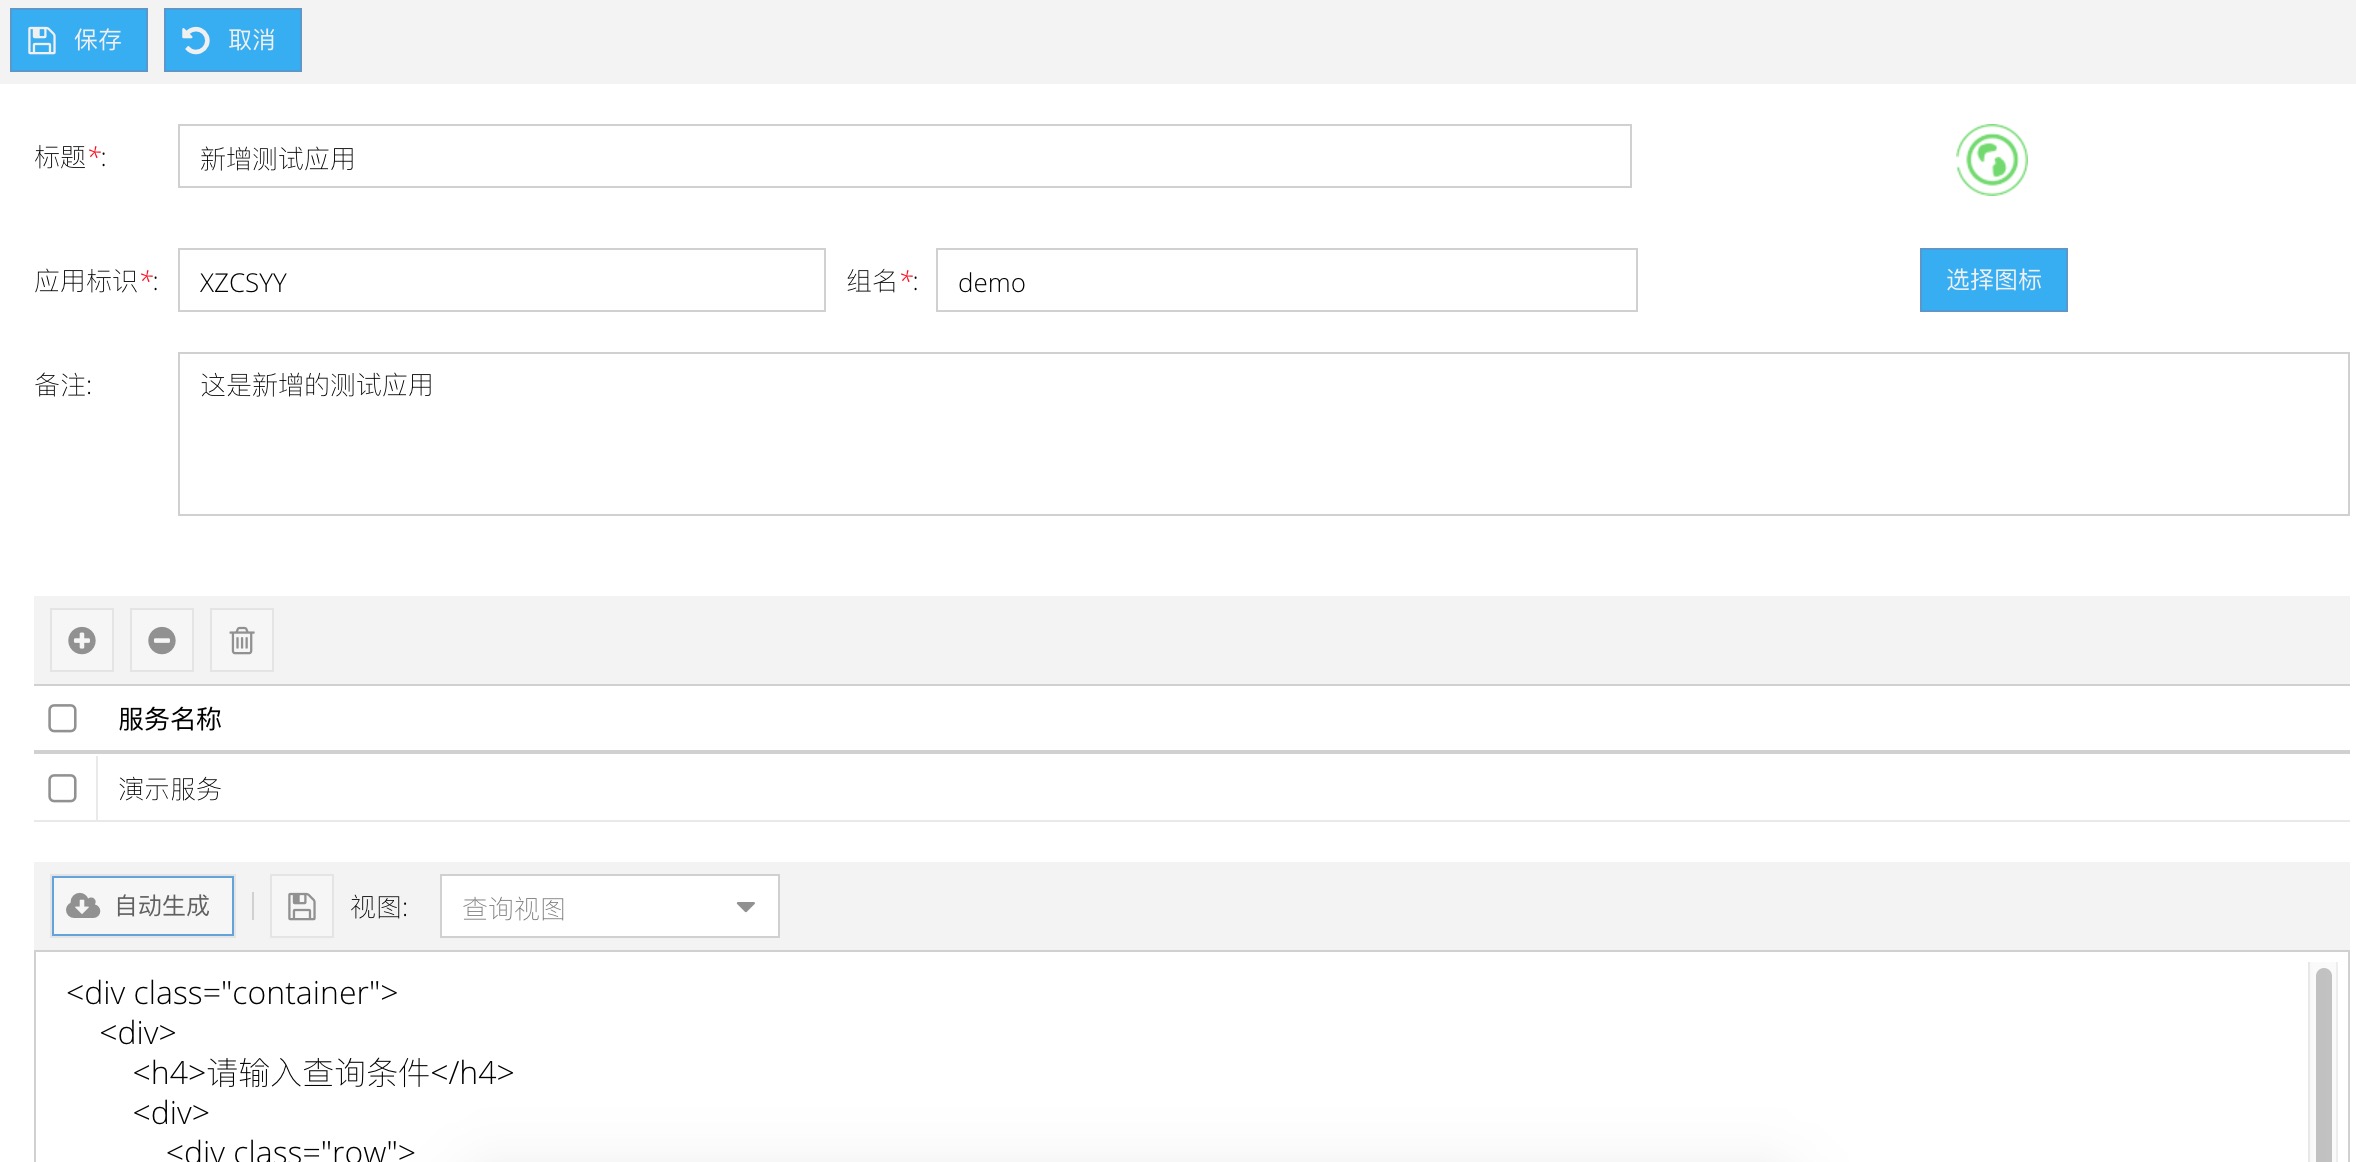 保存 取消
标题*: 新增测试应用
应用标识*: XZCSYY 组名*: demo 选择图标
备注: 这是新增的测试应用
服务名称
演示服务
自动生成 视图: 查询视图
<div class="container">
<div>
<h4>请输入查询条件</h4>
<div>
<div class="row">